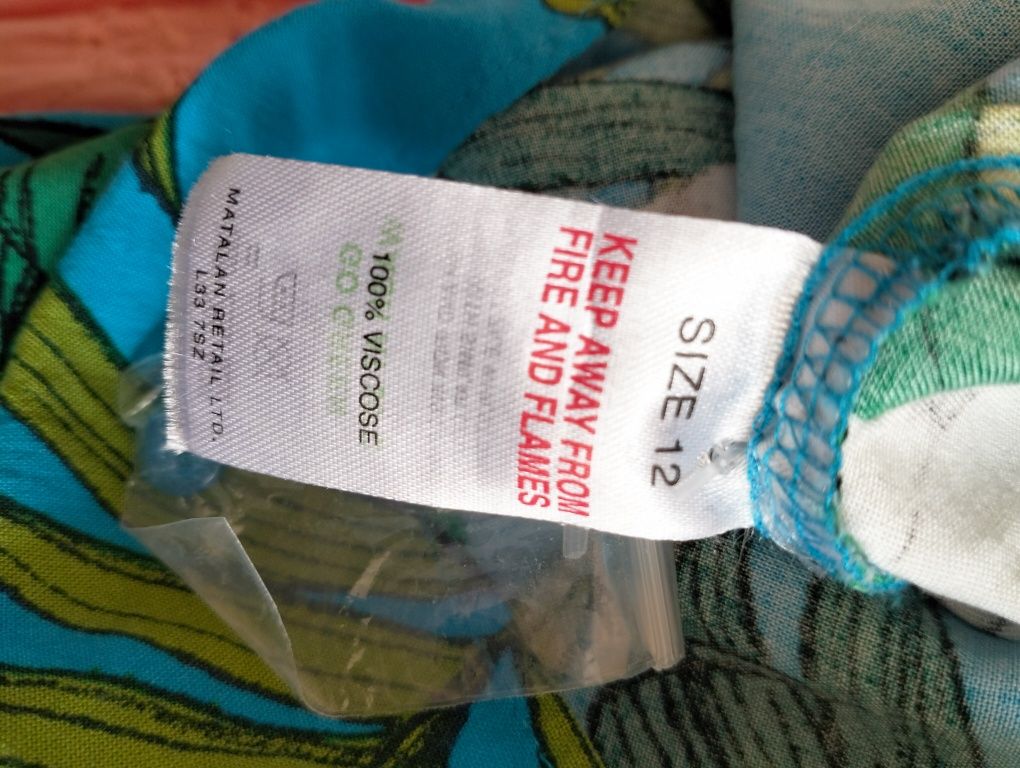 SIZE 12
KEEP AWAY FROM
FIRE AND FLAMES
100% VISCOSE
MATALAN RETAIL LTD.
L33 7SZ